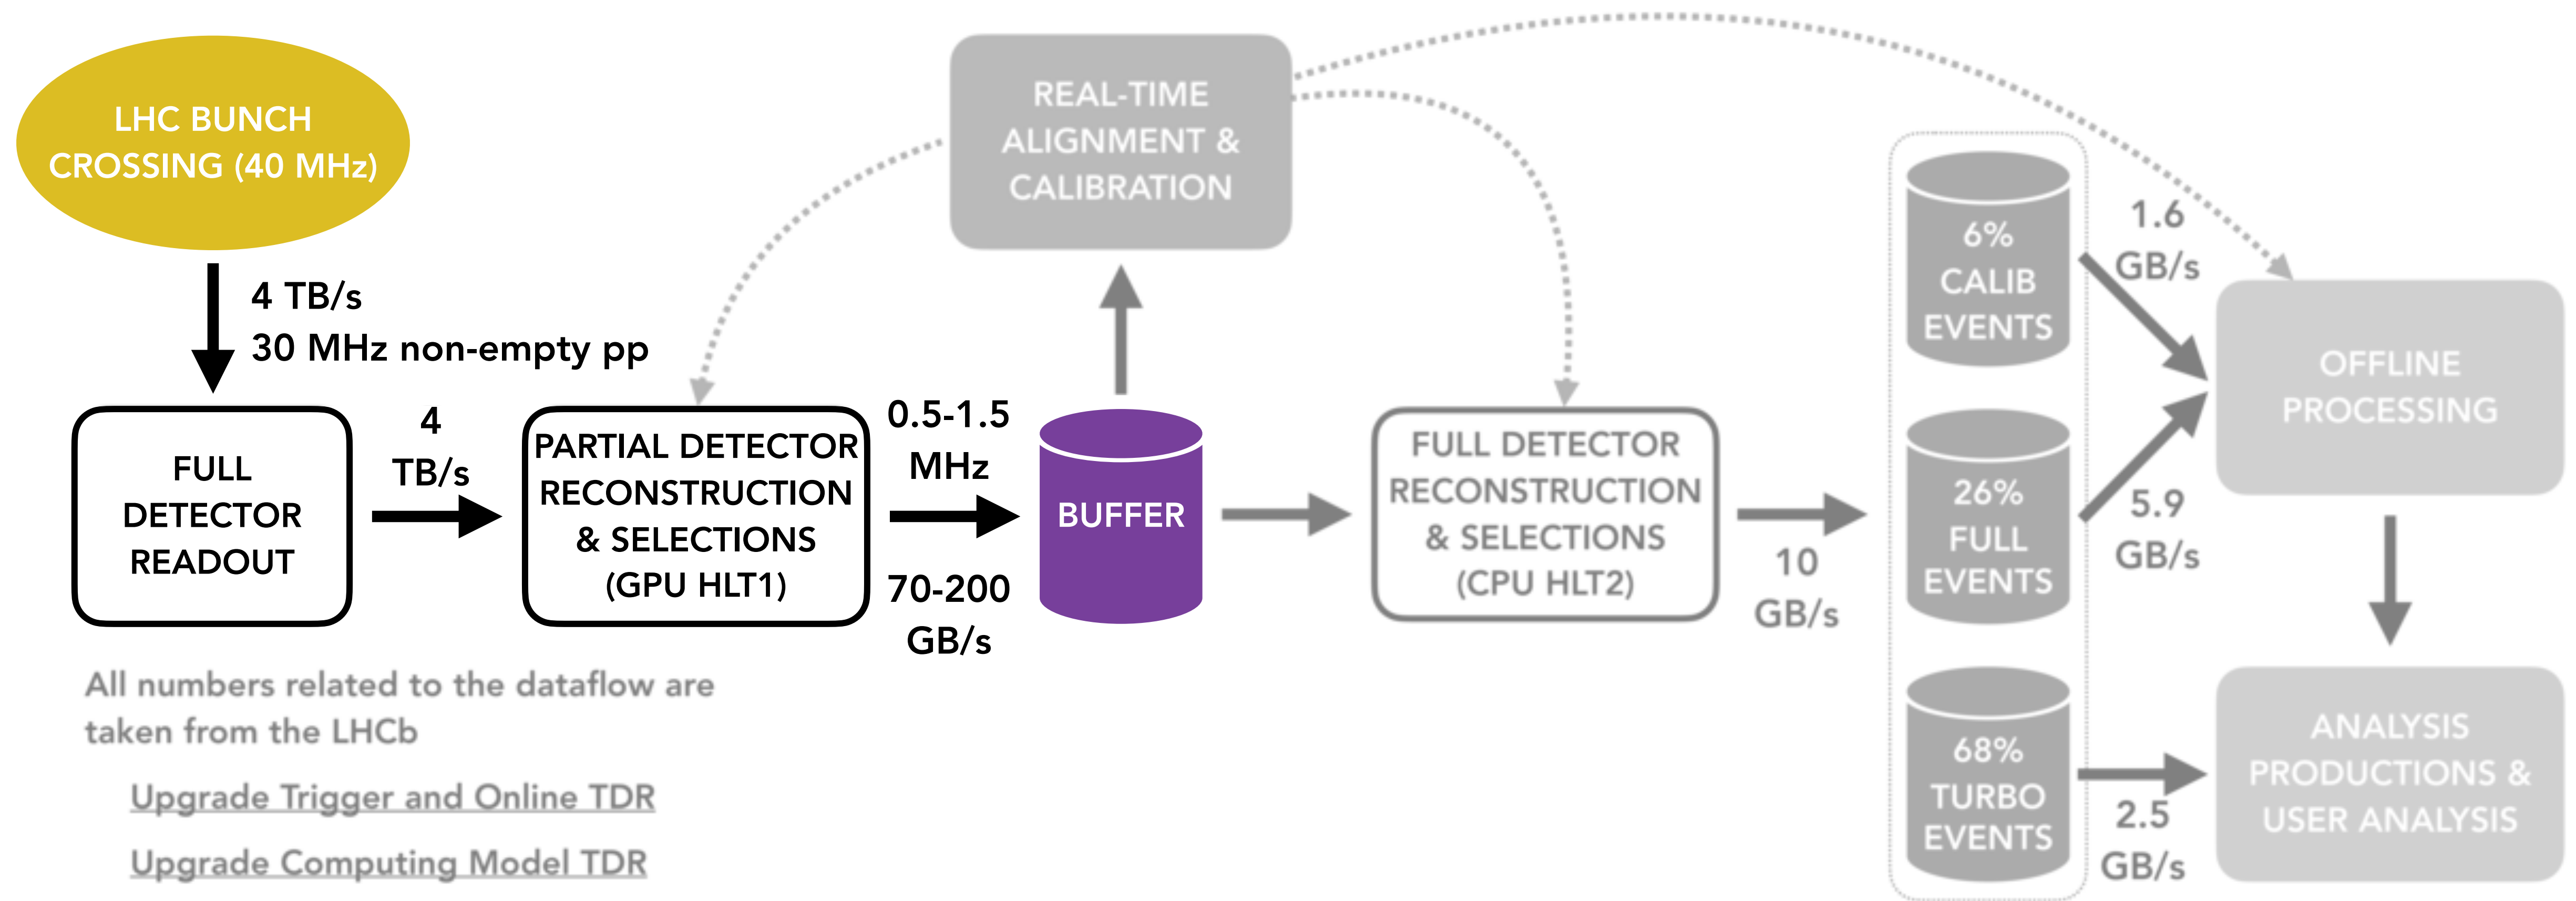 LHC BUNCH
CROSSING (40 MHz)
4 TB/s
30 MHz non-empty pp
FULL
DETECTOR
READOUT
4
TB/s
PARTIAL DETECTOR
RECONSTRUCTION
& SELECTIONS
(GPU HLT1)
0.5-1.5
MHz
70-200
GB/s
BUFFER
REAL-TIME
ALIGNMENT &
CALIBRATION
FULL DETECTOR
RECONSTRUCTION
& SELECTIONS
(CPU HLT2)
10
GB/s
6%
CALIB
EVENTS
26%
FULL
EVENTS
68%
TURBO
EVENTS
1.6
GB/s
5.9
GB/s
2.5
GB/s
OFFLINE
PROCESSING
ANALYSIS
PRODUCTIONS &
USER ANALYSIS
All numbers related to the dataflow are
taken from the LHCb
Upgrade Trigger and Online TDR
Upgrade Computing Model TDR